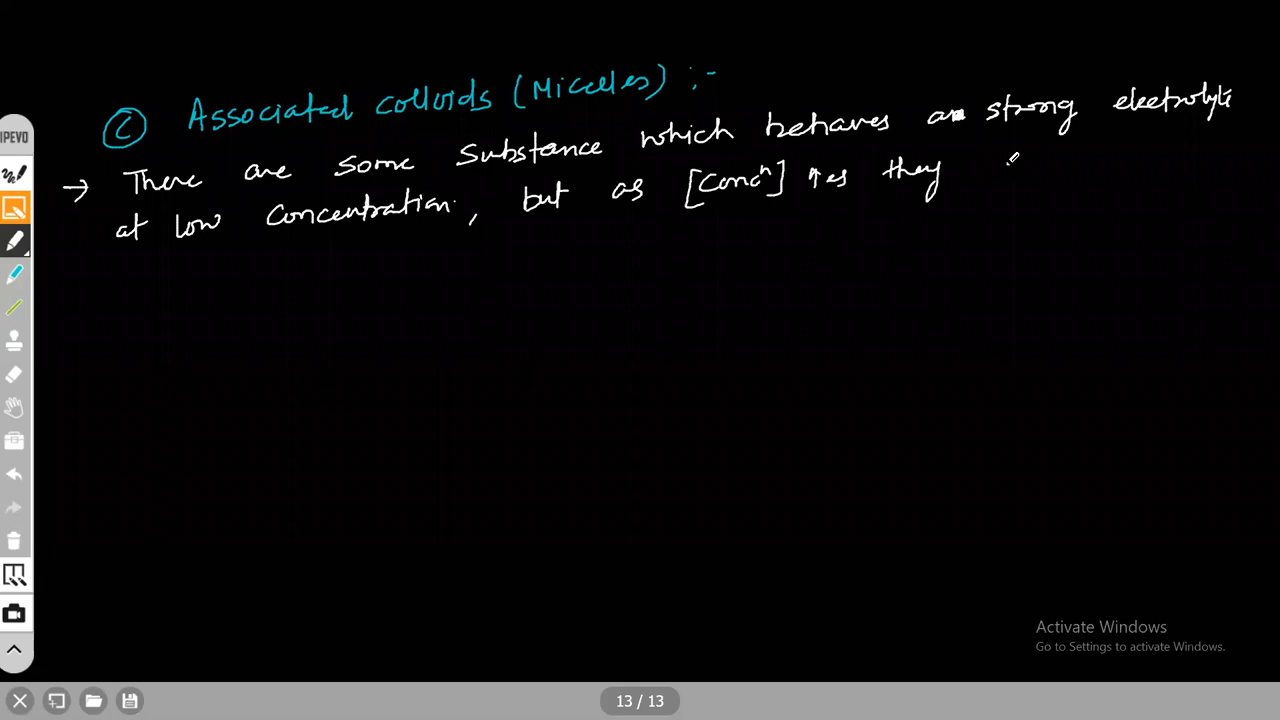 IPEVO
(C) Associated colloids (Micelles) :-
→ There are some substance which behaves as strong electrolyte
at low concentration, but as [Concⁿ] ↑es they
Activate Windows
Go to Settings to activate Windows.
13 / 13